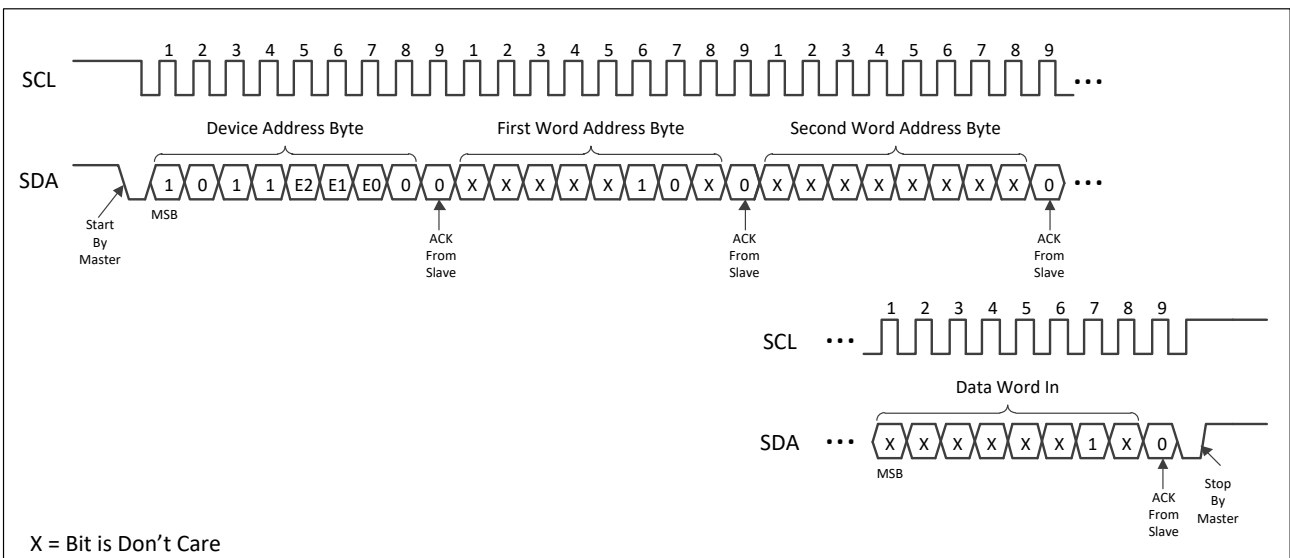 1 2 3 4 5 6 7 8 9 1 2 3 4 5 6 7 8 9 1 2 3 4 5 6 7 8 9
SCL ...
Device Address Byte First Word Address Byte Second Word Address Byte
SDA 1 0 1 1 E2 E1 E0 0 0 X X X X X 1 0 X 0 X X X X X X X X 0 ...
MSB
Start
By
Master
ACK
From
Slave
ACK
From
Slave
ACK
From
Slave
1 2 3 4 5 6 7 8 9
SCL ...
Data Word In
SDA ... X X X X X X 1 X 0
MSB
ACK
From
Slave
Stop
By
Master
X = Bit is Don’t Care